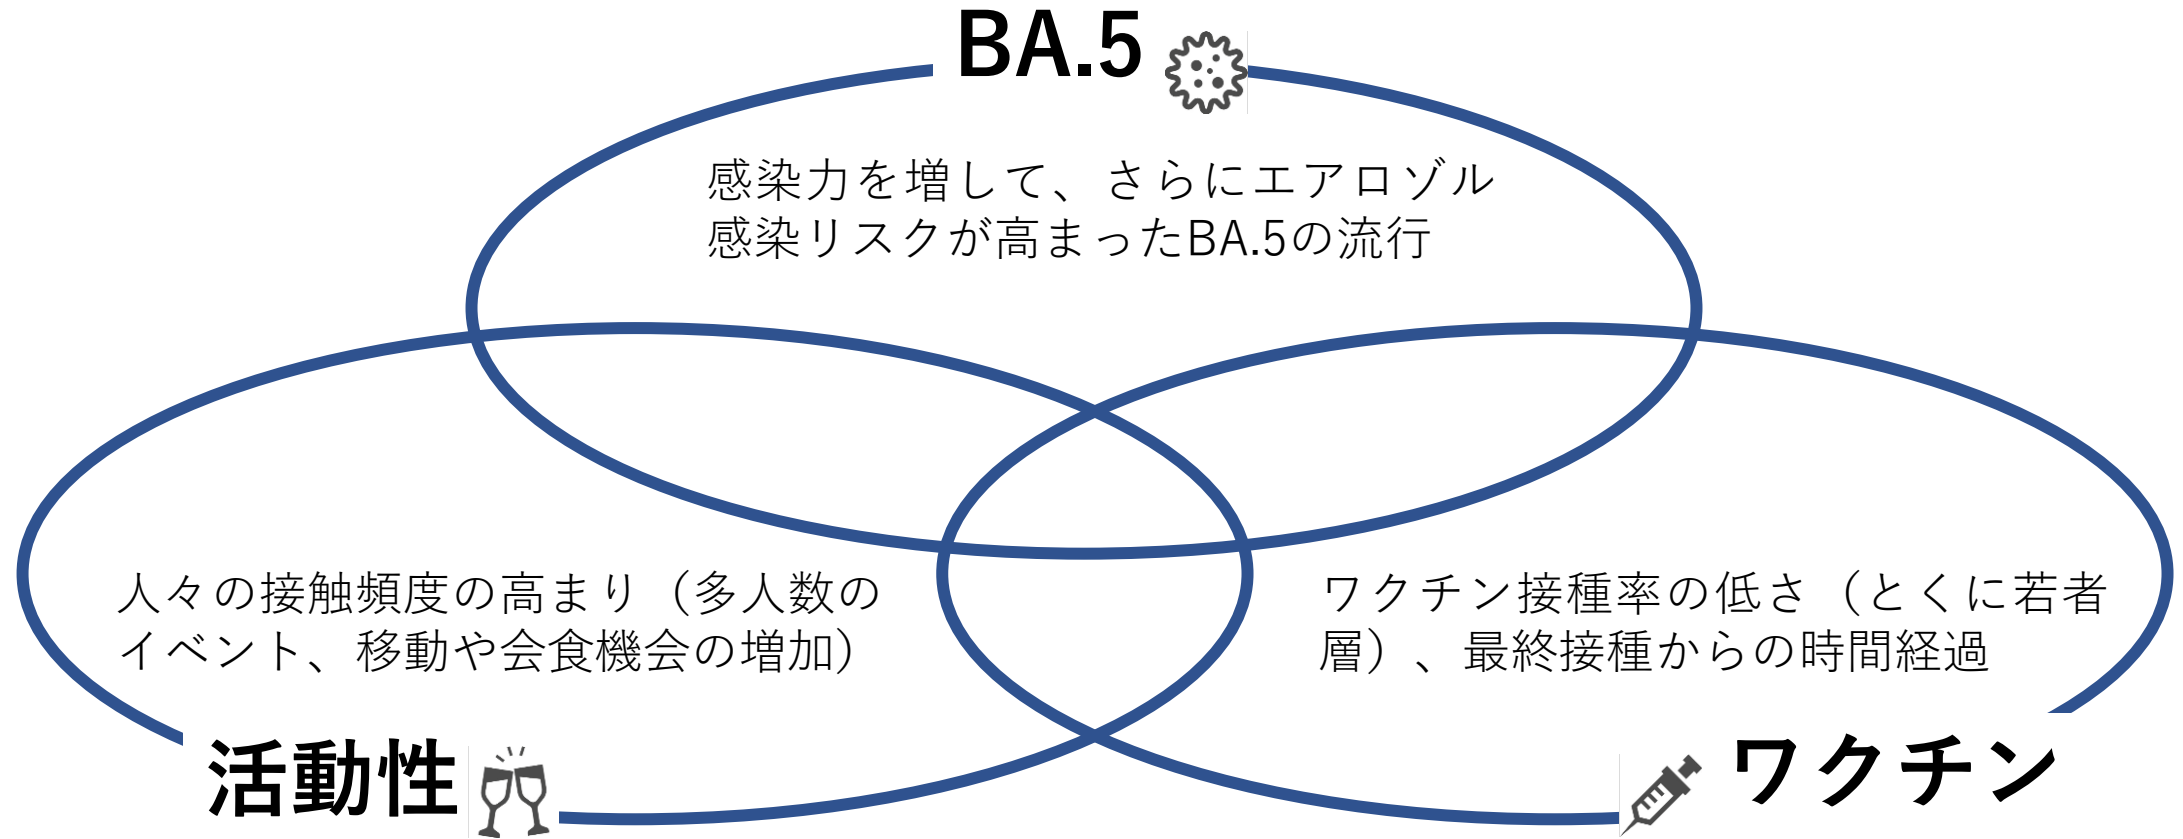 BA.5
感染力を増して、さらにエアロゾル
感染リスクが高まったBA.5の流行
人々の接触頻度の高まり（多人数の
イベント、移動や会食機会の増加）
活動性
ワクチン接種率の低さ（とくに若者
層）、最終接種からの時間経過
ワクチン